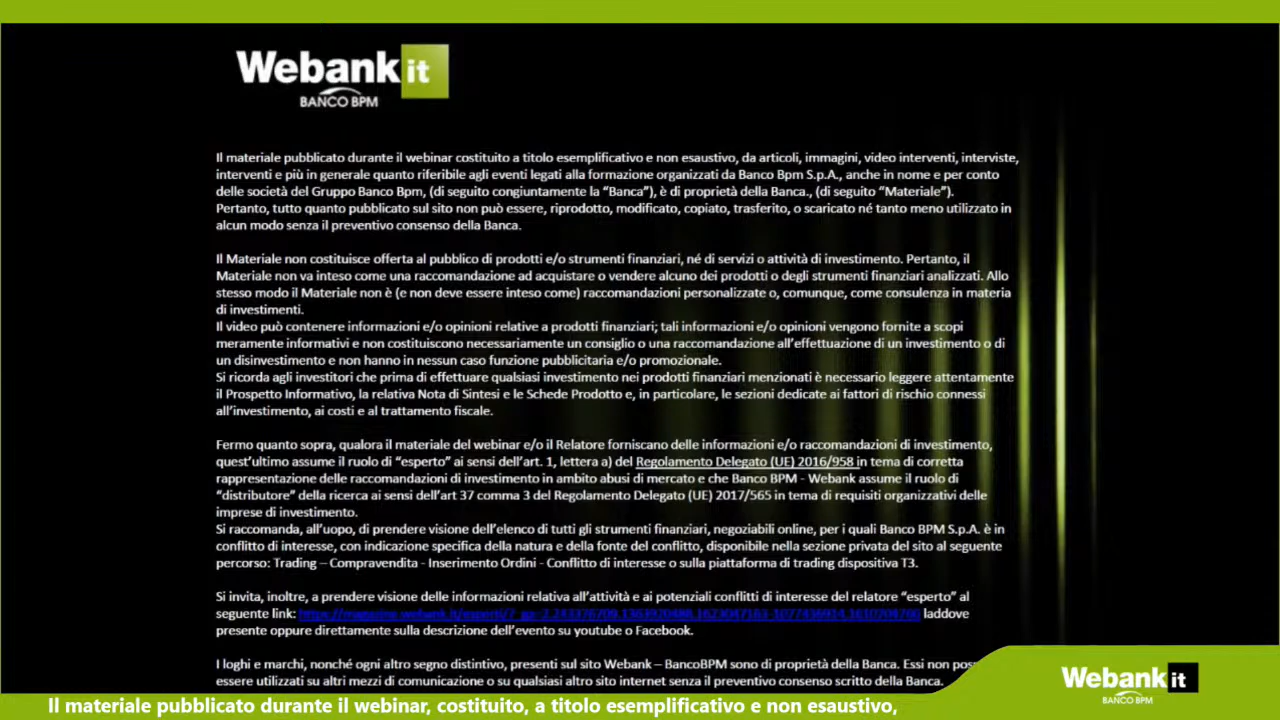 Webank it
BANCO BPM
Il materiale pubblicato durante il webinar costituito a titolo esemplificativo e non esaustivo, da articoli, immagini, video interventi, interviste,
interventi e più in generale quanto riferibile agli eventi legati alla formazione organizzati da Banco Bpm S.p.A., anche in nome e per conto
delle società del Gruppo Banco Bpm, (di seguito congiuntamente la “Banca”), è di proprietà della Banca., (di seguito “Materiale”).
Pertanto, tutto quanto pubblicato sul sito non può essere, riprodotto, modificato, copiato, trasferito, o scaricato né tanto meno utilizzato in
alcun modo senza il preventivo consenso della Banca.
Il Materiale non costituisce offerta al pubblico di prodotti e/o strumenti finanziari, né di servizi o attività di investimento. Pertanto, il
Materiale non va inteso come una raccomandazione ad acquistare o vendere alcuno dei prodotti o degli strumenti finanziari analizzati. Allo
stesso modo il Materiale non è (e non deve essere inteso come) raccomandazioni personalizzate o, comunque, come consulenza in materia
di investimenti.
Il video può contenere informazioni e/o opinioni relative a prodotti finanziari; tali informazioni e/o opinioni vengono fornite a scopi
meramente informativi e non costituiscono necessariamente un consiglio o una raccomandazione all’effettuazione di un investimento o di
un disinvestimento e non hanno in nessun caso funzione pubblicitaria e/o promozionale.
Si ricorda agli investitori che prima di effettuare qualsiasi investimento nei prodotti finanziari menzionati è necessario leggere attentamente
il Prospetto Informativo, la relativa Nota di Sintesi e le Schede Prodotto e, in particolare, le sezioni dedicate ai fattori di rischio connessi
all’investimento, ai costi e al trattamento fiscale.
Fermo quanto sopra, qualora il materiale del webinar e/o il Relatore forniscano delle informazioni e/o raccomandazioni di investimento,
quest’ultimo assume il ruolo di “esperto” ai sensi dell’art. 1, lettera a) del Regolamento Delegato (UE) 2016/958 in tema di corretta
rappresentazione delle raccomandazioni di investimento in ambito abusi di mercato e che Banco BPM - Webank assume il ruolo di
“distributore” della ricerca ai sensi dell’art 37 comma 3 del Regolamento Delegato (UE) 2017/565 in tema di requisiti organizzativi delle
imprese di investimento.
Si raccomanda, all’uopo, di prendere visione dell’elenco di tutti gli strumenti finanziari, negoziabili online, per i quali Banco BPM S.p.A. è in
conflitto di interesse, con indicazione specifica della natura e della fonte del conflitto, disponibile nella sezione privata del sito al seguente
percorso: Trading – Compravendita - Inserimento Ordini - Conflitto di interesse o sulla piattaforma di trading dispositiva T3.
Si invita, inoltre, a prendere visione delle informazioni relativa all’attività e ai potenziali conflitti di interesse del relatore “esperto” al
seguente link: laddove
presente oppure direttamente sulla descrizione dell’evento su youtube o Facebook.
I loghi e marchi, nonché ogni altro segno distintivo, presenti sul sito Webank – BancoBPM sono di proprietà della Banca. Essi non
essere utilizzati su altri mezzi di comunicazione o su qualsiasi altro sito internet senza il preventivo consenso scritto della Banca.
Webank it
BANCO BPM
Il materiale pubblicato durante il webinar, costituito, a titolo esemplificativo e non esaustivo,